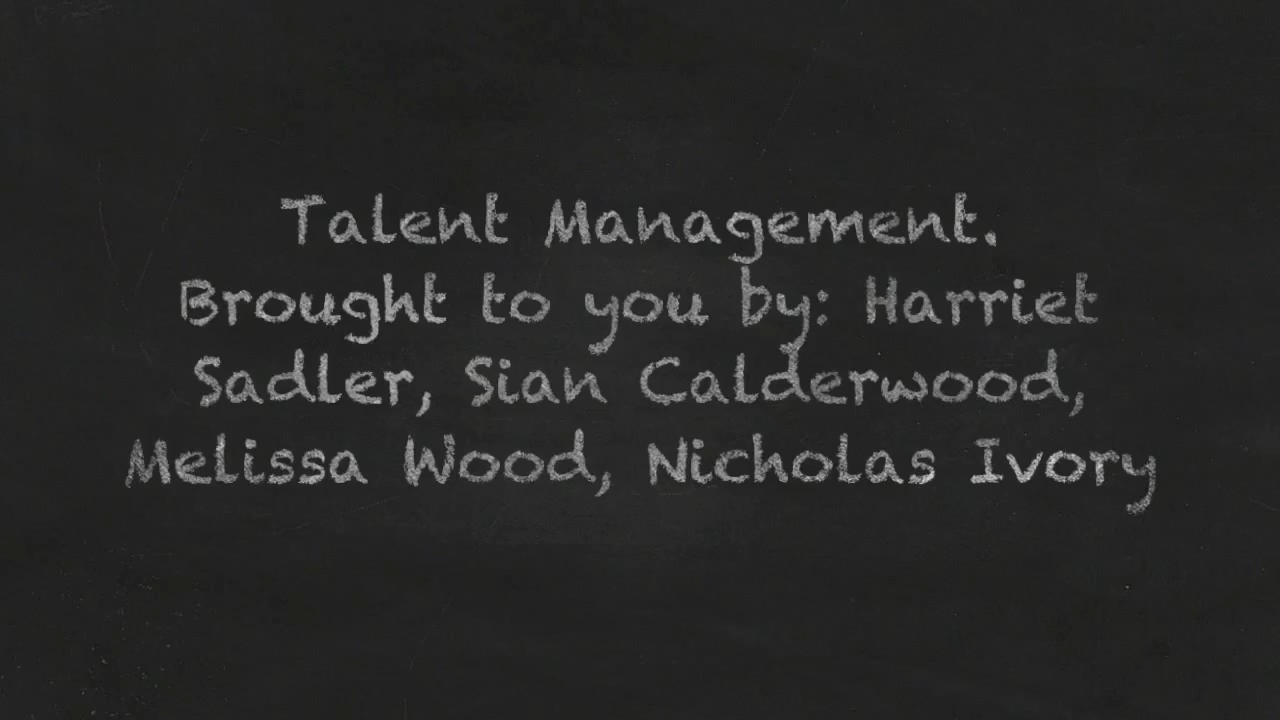 Talent Management.
Brought to you by: Harriet
Sadler, Sian Calderwood,
Melissa Wood, Nicholas Ivory